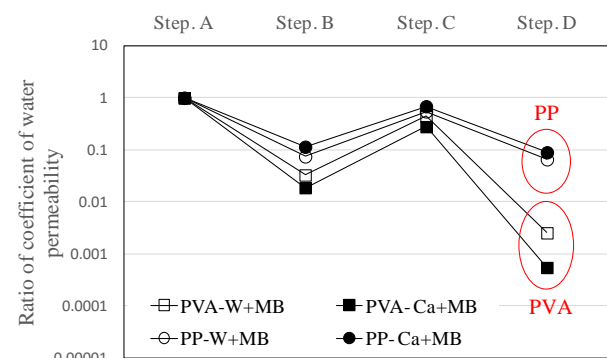 Step. A Step. B Step. C Step. D
Ratio of coefficient of water
permeability
10
1
0.1
0.01
0.001
0.0001
0.00001
PP
PVA
PVA-W+MB PVA-Ca+MB
PP-W+MB PP-Ca+MB